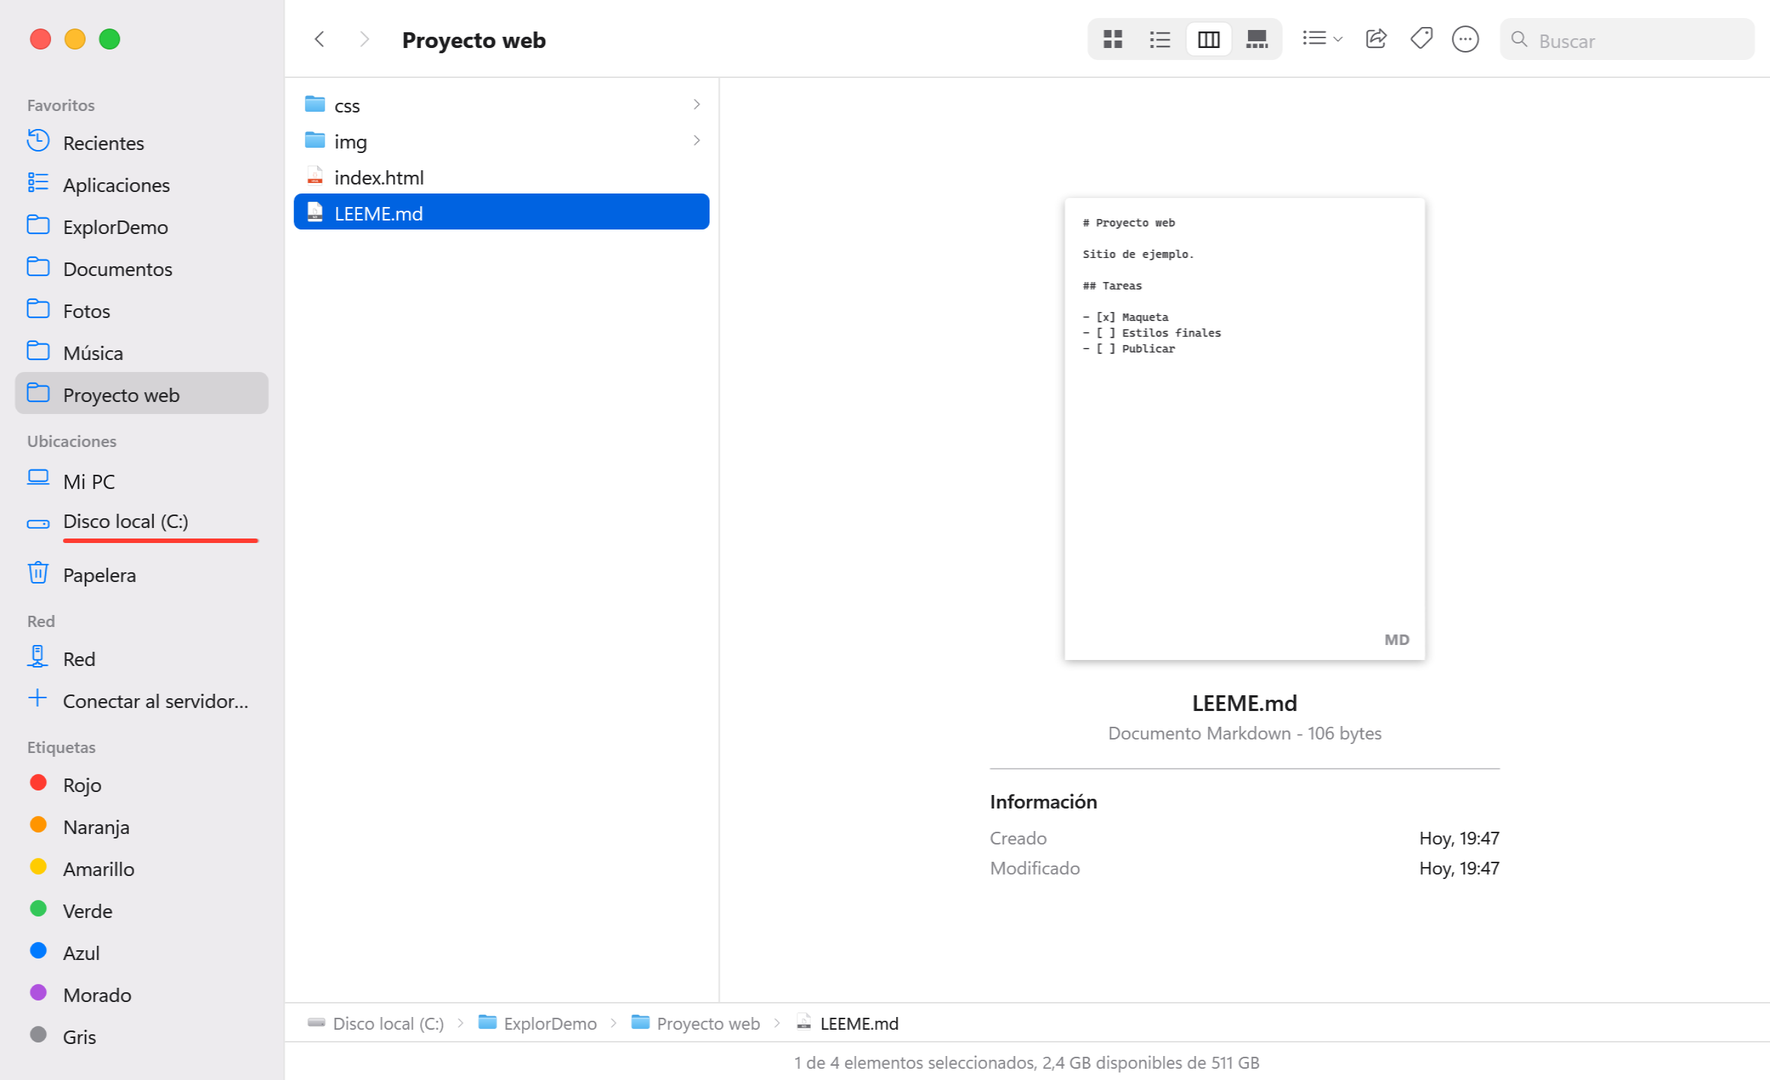 Proyecto web
Buscar
Favoritos
Recientes
Aplicaciones
ExplorDemo
Documentos
Fotos
Música
Proyecto web
Ubicaciones
Mi PC
Disco local (C:)
Papelera
Red
Red
Conectar al servidor...
Etiquetas
Rojo
Naranja
Amarillo
Verde
Azul
Morado
Gris
css
img
index.html
LEEME.md
# Proyecto web
Sitio de ejemplo.
## Tareas
- [x] Maqueta
- [ ] Estilos finales
- [ ] Publicar
MD
LEEME.md
Documento Markdown - 106 bytes
Información
Creado Hoy, 19:47
Modificado Hoy, 19:47
Disco local (C:) ExplorDemo Proyecto web LEEME.md
1 de 4 elementos seleccionados, 2,4 GB disponibles de 511 GB